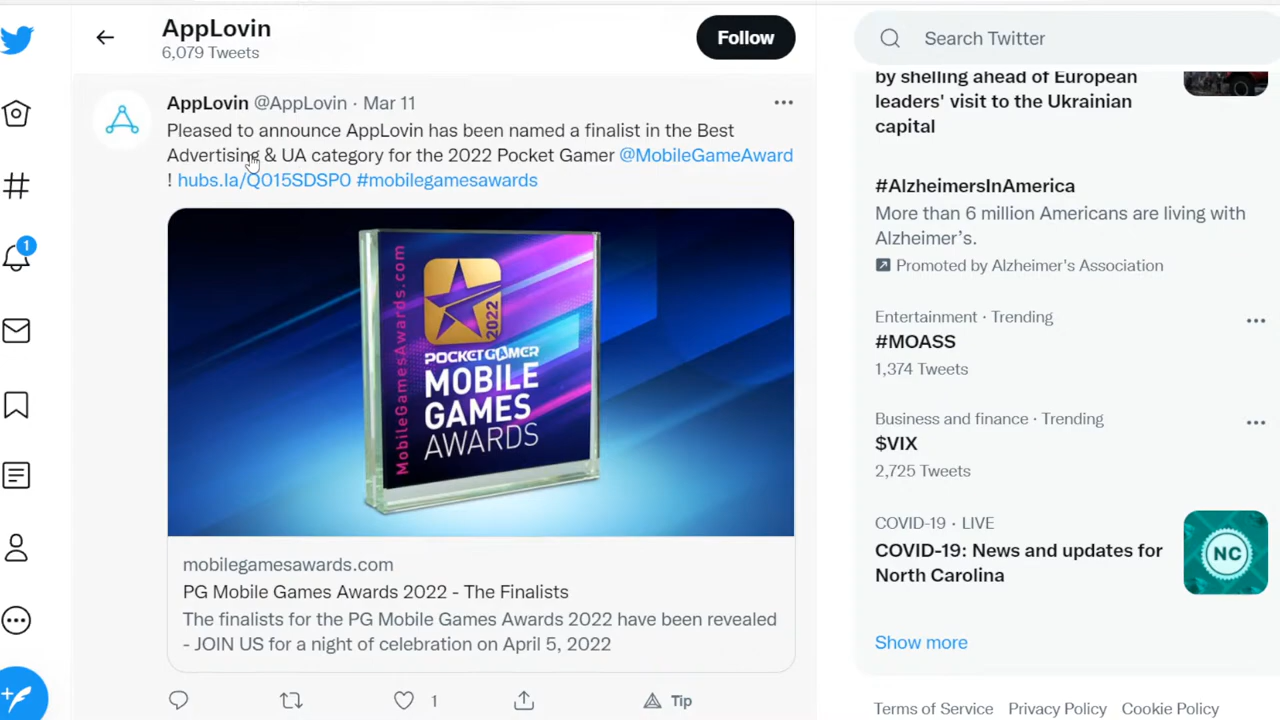 AppLovin
6,079 Tweets
Follow
Search Twitter
AppLovin @AppLovin · Mar 11
Pleased to announce AppLovin has been named a finalist in the Best
Advertising & UA category for the 2022 Pocket Gamer @MobileGameAward
! hubs.la/Q015SDSP0 #mobilegamesawards
MobileGamesAwards.com
2022
POCKETGAMER
MOBILE
GAMES
AWARDS
mobilegamesawards.com
PG Mobile Games Awards 2022 - The Finalists
The finalists for the PG Mobile Games Awards 2022 have been revealed
- JOIN US for a night of celebration on April 5, 2022
1
Tip
1
by shelling ahead of European
leaders' visit to the Ukrainian
capital
#AlzheimersInAmerica
More than 6 million Americans are living with
Alzheimer's.
Promoted by Alzheimer's Association
Entertainment · Trending
#MOASS
1,374 Tweets
Business and finance · Trending
$VIX
2,725 Tweets
COVID-19 · LIVE
COVID-19: News and updates for
North Carolina
NC
Show more
Terms of Service Privacy Policy Cookie Policy